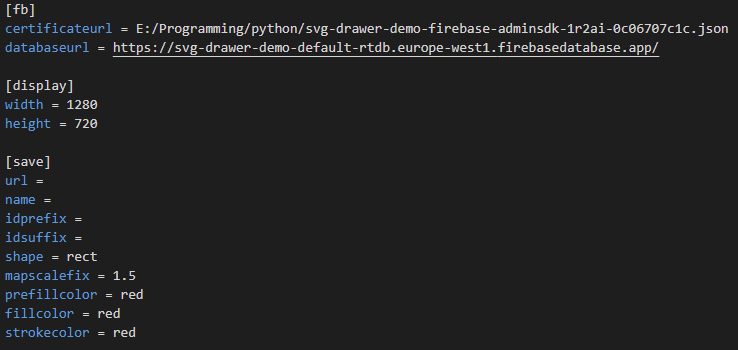 [fb]
certificateurl = E:/Programming/python/svg-drawer-demo-firebase-adminsdk-1r2ai-0c06707c1c.json
databaseurl = https://svg-drawer-demo-default-rtdb.europe-west1.firebasedatabase.app/
[display]
width = 1280
height = 720
[save]
url =
name =
idprefix =
idsuffix =
shape = rect
mapscalefix = 1.5
prefillcolor = red
fillcolor = red
strokecolor = red